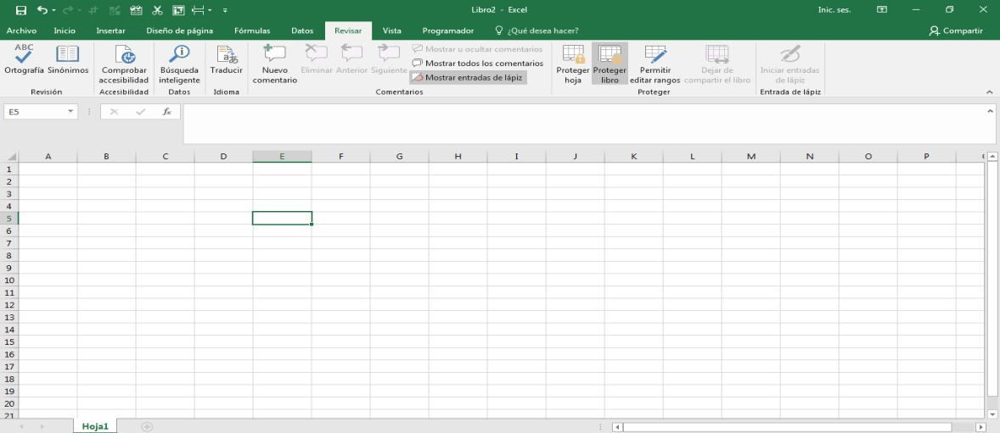 Libro2 - Excel
Inic. ses.
Archivo Inicio Insertar Diseño de página Fórmulas Datos Revisar Vista Programador ¿Qué desea hacer? Compartir
ABC
Ortografía Sinónimos
Revisión
Comprobar
accesibilidad
Accesibilidad
Búsqueda
inteligente
Datos
Traducir
Idioma
Nuevo
comentario
Eliminar Anterior Siguiente
Mostrar u ocultar comentarios
Mostrar todos los comentarios
Mostrar entradas de lápiz
Comentarios
Proteger
hoja
Proteger
libro
Permitir
editar rangos
Dejar de
compartir el libro
Proteger
Iniciar entradas
de lápiz
Entrada de lápiz
E5
fx
A B C D E F G H I J K L M N O P
1
2
3
4
5
6
7
8
9
10
11
12
13
14
15
16
17
18
19
20
21
Hoja1